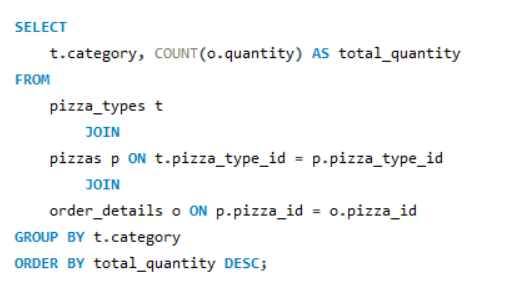 SELECT
t.category, COUNT(o.quantity) AS total_quantity
FROM
pizza_types t
JOIN
pizzas p ON t.pizza_type_id = p.pizza_type_id
JOIN
order_details o ON p.pizza_id = o.pizza_id
GROUP BY t.category
ORDER BY total_quantity DESC;